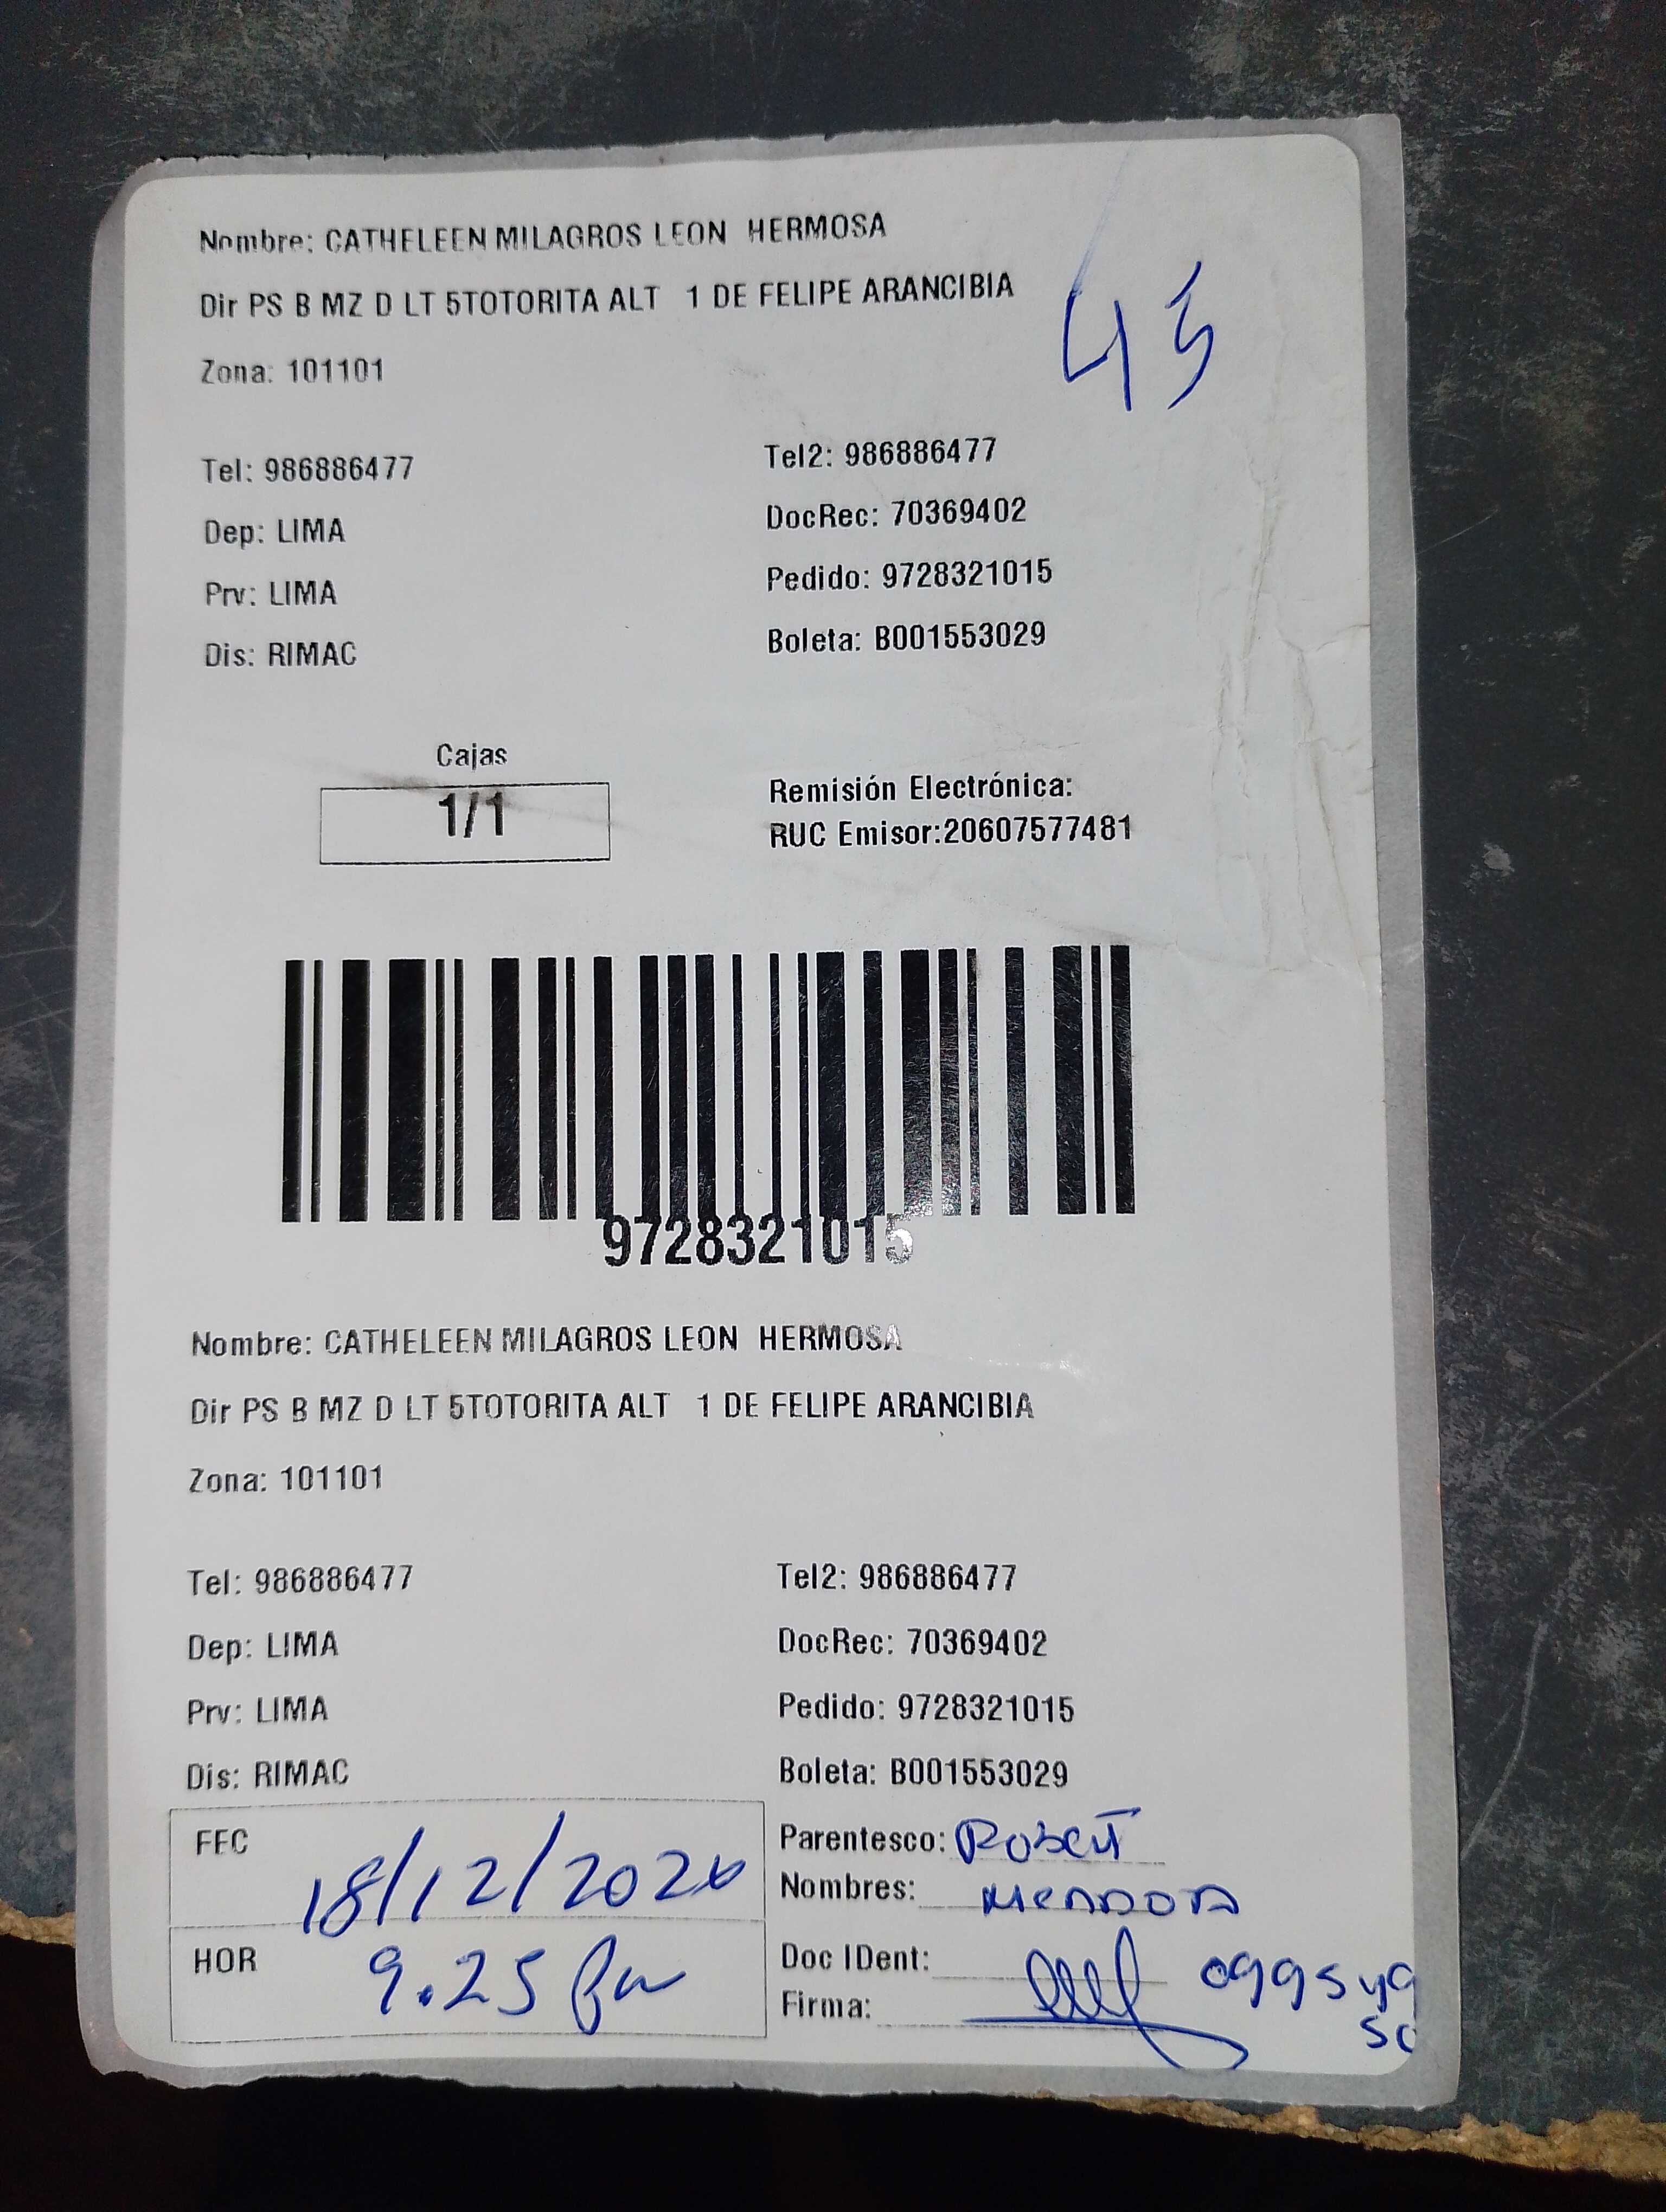 Nombre: CATHELEEN MILAGROS LEON HERMOSA
Dir PS B MZ D LT 5TOTORITA ALT 1 DE FELIPE ARANCIBIA
43
Zona: 101101
Tel: 986886477 Tel2: 986886477
Dep: LIMA DocRec: 70369402
Prv: LIMA Pedido: 9728321015
Dis: RIMAC Boleta: B001553029
Cajas
1/1
Remisión Electrónica:
RUC Emisor:20607577481
9728321015
Nombre: CATHELEEN MILAGROS LEON HERMOSA
Dir PS B MZ D LT 5TOTORITA ALT 1 DE FELIPE ARANCIBIA
Zona: 101101
Tel: 986886477 Tel2: 986886477
Dep: LIMA DocRec: 70369402
Prv: LIMA Pedido: 9728321015
Dis: RIMAC Boleta: B001553029
FEC Parentesco: Robert
Nombres: Mendoza
HOR 9.25 Doc IDent:
Firma: